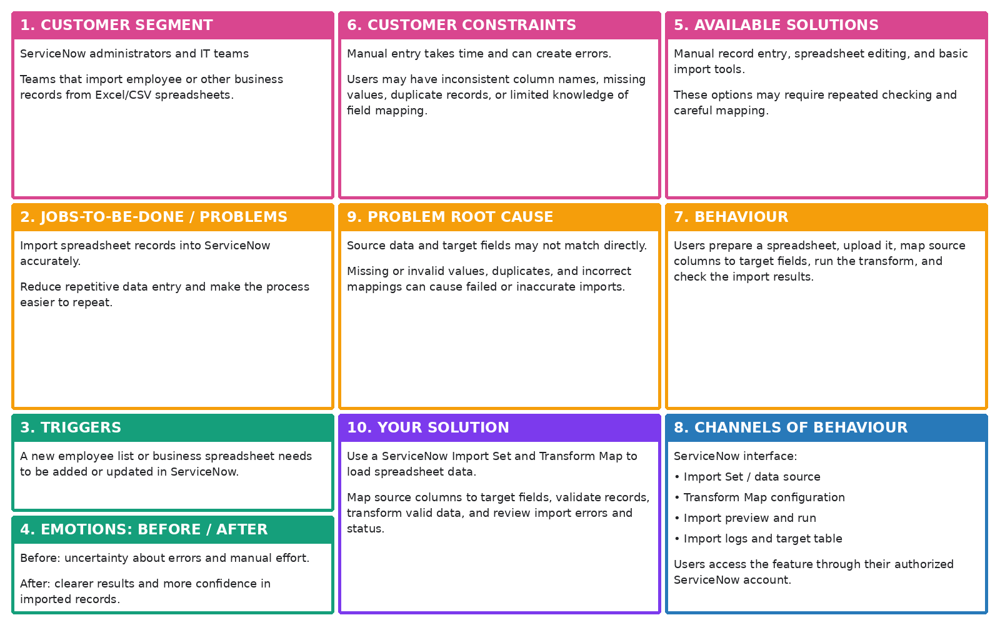 1. CUSTOMER SEGMENT
ServiceNow administrators and IT teams
Teams that import employee or other business
records from Excel/CSV spreadsheets.
6. CUSTOMER CONSTRAINTS
Manual entry takes time and can create errors.
Users may have inconsistent column names, missing
values, duplicate records, or limited knowledge of
field mapping.
5. AVAILABLE SOLUTIONS
Manual record entry, spreadsheet editing, and basic
import tools.
These options may require repeated checking and
careful mapping.
2. JOBS-TO-BE-DONE / PROBLEMS
Import spreadsheet records into ServiceNow
accurately.
Reduce repetitive data entry and make the process
easier to repeat.
9. PROBLEM ROOT CAUSE
Source data and target fields may not match directly.
Missing or invalid values, duplicates, and incorrect
mappings can cause failed or inaccurate imports.
7. BEHAVIOUR
Users prepare a spreadsheet, upload it, map source
columns to target fields, run the transform, and
check the import results.
3. TRIGGERS
A new employee list or business spreadsheet needs
to be added or updated in ServiceNow.
4. EMOTIONS: BEFORE / AFTER
Before: uncertainty about errors and manual effort.
After: clearer results and more confidence in
imported records.
10. YOUR SOLUTION
Use a ServiceNow Import Set and Transform Map to
load spreadsheet data.
Map source columns to target fields, validate records,
transform valid data, and review import errors and
status.
8. CHANNELS OF BEHAVIOUR
ServiceNow interface:
• Import Set / data source
• Transform Map configuration
• Import preview and run
• Import logs and target table
Users access the feature through their authorized
ServiceNow account.